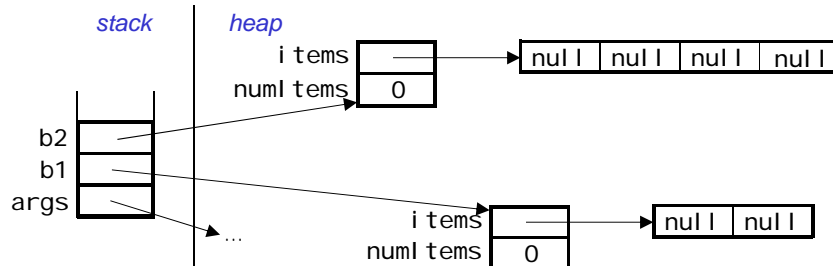 stack heap
items
null null null null
numItems 0
b2
b1
args
...
items
null null
numItems 0